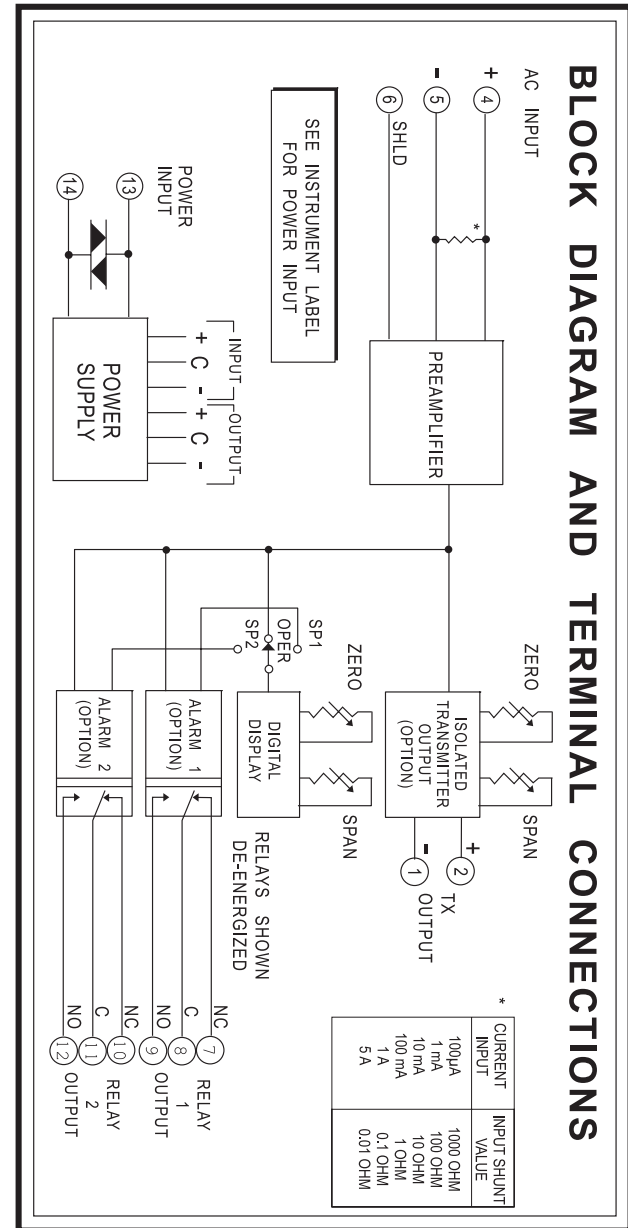 BLOCK DIAGRAM AND TERMINAL CONNECTIONS
AC INPUT
+ 4
- 5
6 SHLD
*
PREAMPLIFIER
SEE INSTRUMENT LABEL
FOR POWER INPUT
POWER
INPUT
13
14
INPUT
OUTPUT
+ C - + C -
POWER
SUPPLY
ZERO
SPAN
ISOLATED
TRANSMITTER
OUTPUT
(OPTION)
+ 2 TX
- 1 OUTPUT
ZERO
SPAN
SP1
OPER
SP2
DIGITAL
DISPLAY
RELAYS SHOWN
DE-ENERGIZED
ALARM 1
(OPTION)
NC 7
C 8
NO 9
RELAY
1
OUTPUT
ALARM 2
(OPTION)
NC 10
C 11
NO 12
RELAY
2
OUTPUT
*
CURRENT
INPUT
INPUT SHUNT
VALUE
100µA 1000 OHM
1 mA 100 OHM
10 mA 10 OHM
100 mA 1 OHM
1 A 0.1 OHM
5 A 0.01 OHM